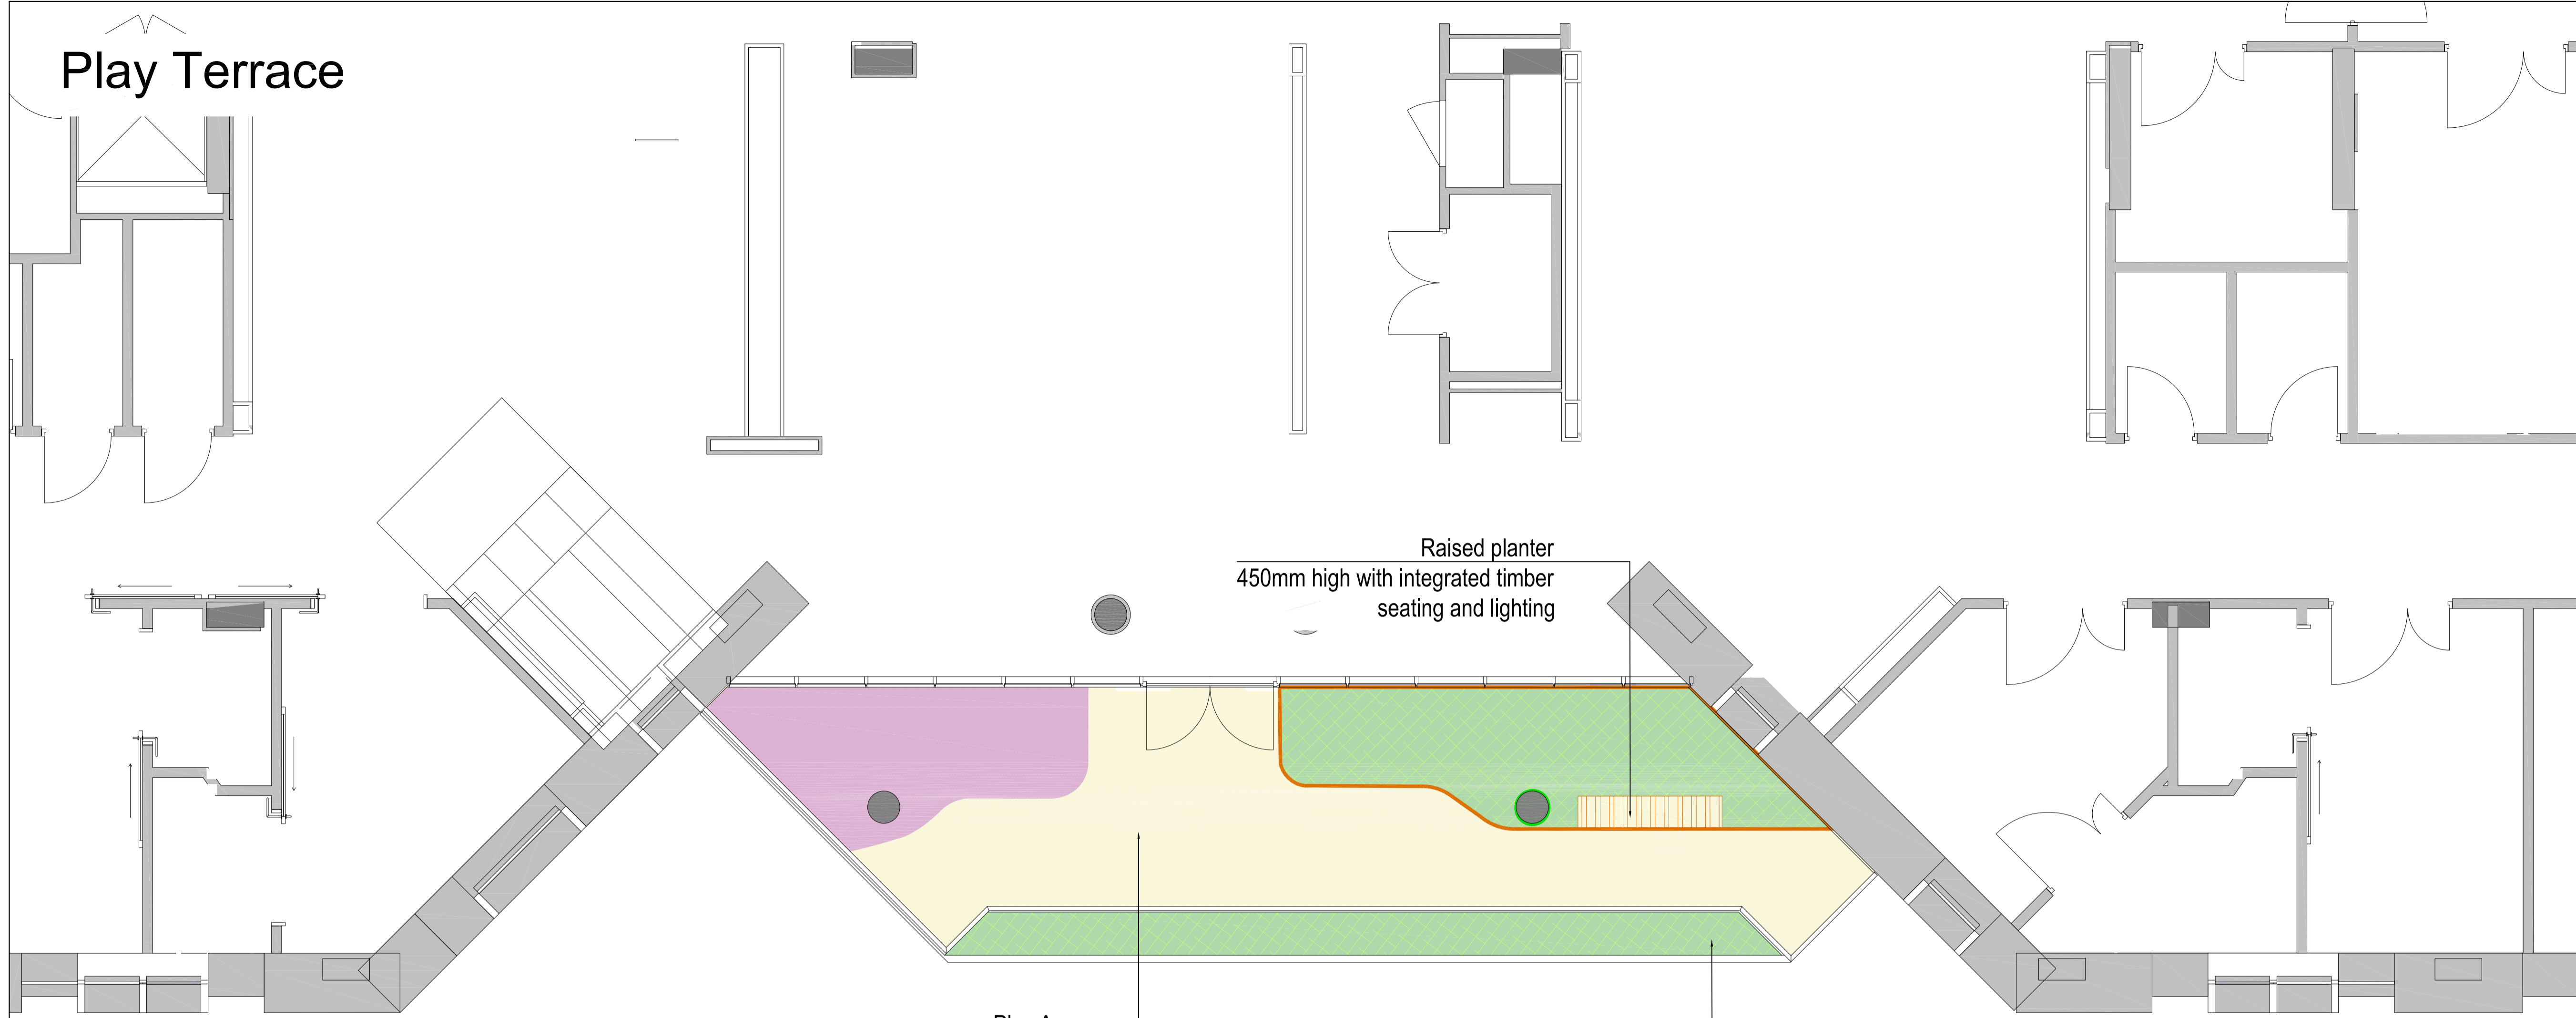 Play Terrace
Raised planter
450mm high with integrated timber
seating and lighting